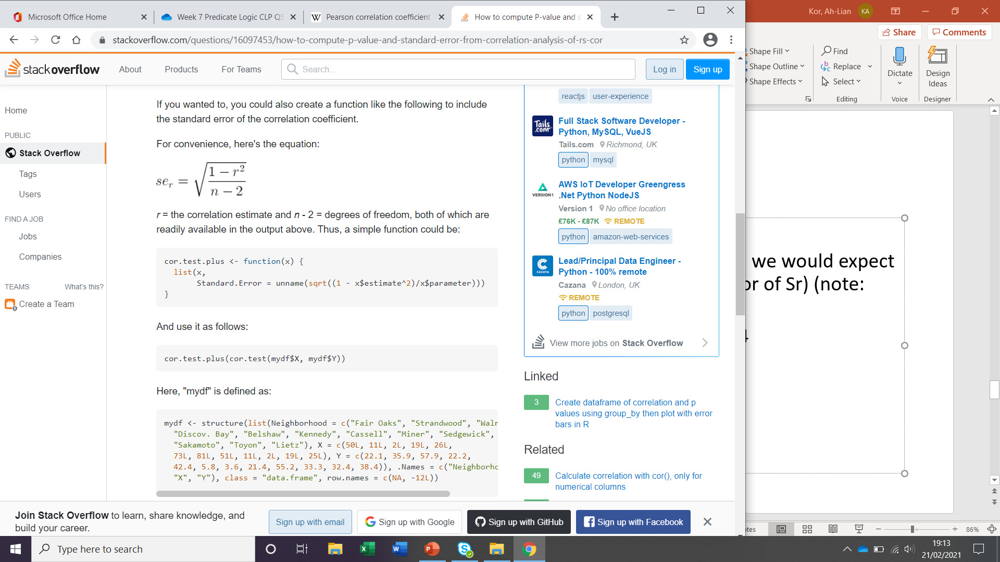 Microsoft Office Home
Week 7 Predicate Logic CLP QS
Pearson correlation coefficient
How to compute P-value and s
stackoverflow.com/questions/16097453/how-to-compute-p-value-and-standard-error-from-correlation-analysis-of-rs-cor
stackoverflow
About
Products
For Teams
Search...
Log in
Sign up
Home
PUBLIC
Stack Overflow
Tags
Users
FIND A JOB
Jobs
Companies
TEAMS
What's this?
Create a Team
If you wanted to, you could also create a function like the following to include
the standard error of the correlation coefficient.
For convenience, here's the equation:
se_r = √((1 − r²)/(n − 2))
r = the correlation estimate and n - 2 = degrees of freedom, both of which are
readily available in the output above. Thus, a simple function could be:
cor.test.plus <- function(x) {
list(x,
Standard.Error = unname(sqrt((1 - x$estimate^2)/x$parameter)))
}
And use it as follows:
cor.test.plus(cor.test(mydf$X, mydf$Y))
Here, "mydf" is defined as:
mydf <- structure(list(Neighborhood = c("Fair Oaks", "Strandwood", "Waln
"Discov. Bay", "Belshaw", "Kennedy", "Cassell", "Miner", "Sedgewick",
"Sakamoto", "Toyon", "Lietz"), X = c(50L, 11L, 2L, 19L, 26L,
73L, 81L, 51L, 11L, 2L, 19L, 25L), Y = c(22.1, 35.9, 57.9, 22.2,
42.4, 5.8, 3.6, 21.4, 55.2, 33.3, 32.4, 38.4)), .Names = c("Neighborho
"X", "Y"), class = "data.frame", row.names = c(NA, -12L))
reactjs
user-experience
Tails.com
Full Stack Software Developer -
Python, MySQL, VueJS
Tails.com
Richmond, UK
python
mysql
VERSION 1
AWS IoT Developer Greengress
.Net Python NodeJS
Version 1
No office location
£76K - £87K
REMOTE
python
amazon-web-services
cazana
Lead/Principal Data Engineer -
Python - 100% remote
Cazana
London, UK
REMOTE
python
postgresql
View more jobs on Stack Overflow
Linked
3
Create dataframe of correlation and p
values using group_by then plot with error
bars in R
Related
49
Calculate correlation with cor(), only for
numerical columns
Join Stack Overflow to learn, share knowledge, and
build your career.
Sign up with email
Sign up with Google
Sign up with GitHub
Sign up with Facebook
Kor, Ah-Lian
KA
Share
Comments
Shape Fill
Shape Outline
Shape Effects
Find
Replace
Select
Editing
Dictate
Voice
Design
Ideas
Designer
we would expect
or of Sr) (note:
4
tes
86%
Type here to search
19:13
21/02/2021